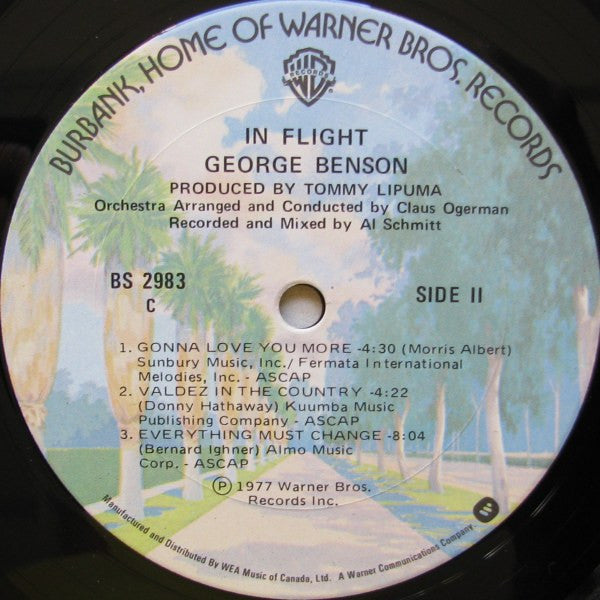 BURBANK, HOME OF WARNER BROS. RECORDS
RECORDS
IN FLIGHT
GEORGE BENSON
PRODUCED BY TOMMY LIPUMA
Orchestra Arranged and Conducted by Claus Ogerman
Recorded and Mixed by Al Schmitt
BS 2983
C
SIDE II
1. GONNA LOVE YOU MORE -4:30 (Morris Albert)
Sunbury Music, Inc./ Fermata International
Melodies, Inc. - ASCAP
2. VALDEZ IN THE COUNTRY -4:22
(Donny Hathaway) Kuumba Music
Publishing Company - ASCAP
3. EVERYTHING MUST CHANGE -8:04
(Bernard Ighner) Almo Music
Corp. - ASCAP
Ⓟ 1977 Warner Bros.
Records Inc.
Manufactured and Distributed By WEA Music of Canada, Ltd. A Warner Communications Company